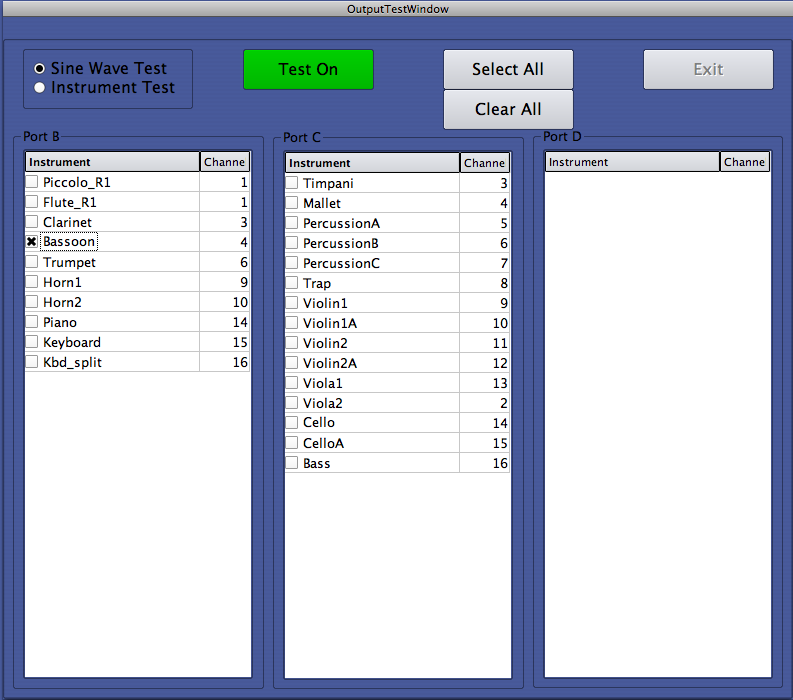 OutputTestWindow
Sine Wave Test
Instrument Test
Test On
Select All
Clear All
Exit
Port B
Instrument Channe
Piccolo_R1 1
Flute_R1 1
Clarinet 3
Bassoon 4
Trumpet 6
Horn1 9
Horn2 10
Piano 14
Keyboard 15
Kbd_split 16
Port C
Instrument Channe
Timpani 3
Mallet 4
PercussionA 5
PercussionB 6
PercussionC 7
Trap 8
Violin1 9
Violin1A 10
Violin2 11
Violin2A 12
Viola1 13
Viola2 2
Cello 14
CelloA 15
Bass 16
Port D
Instrument Channe